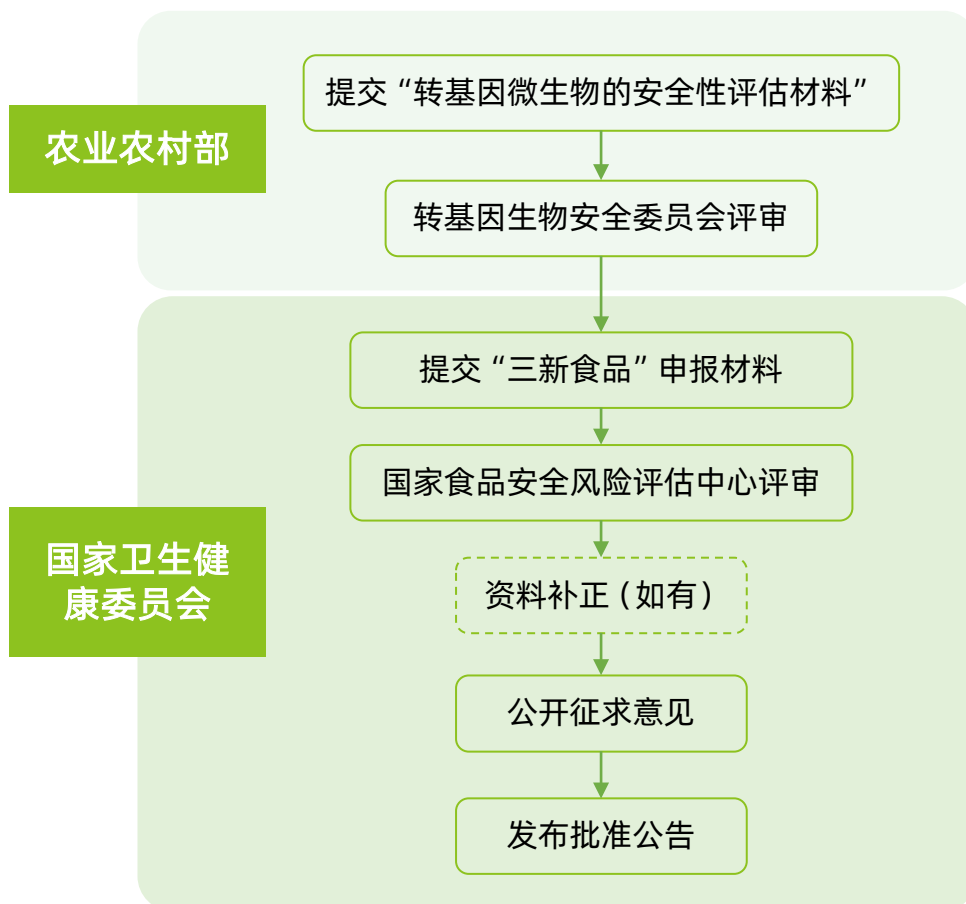 提交“转基因微生物的安全性评估材料”
农业农村部
转基因生物安全委员会评审
提交“三新食品”申报材料
国家食品安全风险评估中心评审
国家卫生健
康委员会
资料补正（如有）
公开征求意见
发布批准公告